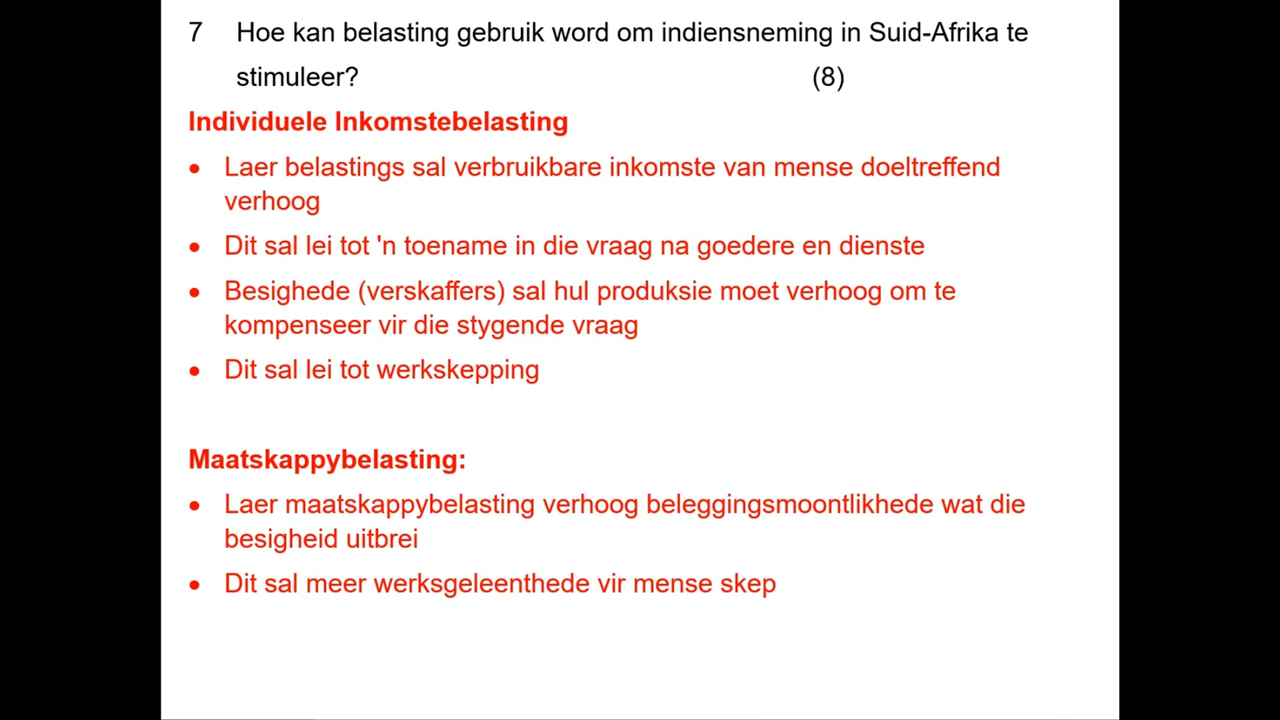 7 Hoe kan belasting gebruik word om indiensneming in Suid-Afrika te
stimuleer? (8)
Individuele Inkomstebelasting
• Laer belastings sal verbruikbare inkomste van mense doeltreffend
verhoog
• Dit sal lei tot 'n toename in die vraag na goedere en dienste
• Besighede (verskaffers) sal hul produksie moet verhoog om te
kompenseer vir die stygende vraag
• Dit sal lei tot werkskepping
Maatskappybelasting:
• Laer maatskappybelasting verhoog beleggingsmoontlikhede wat die
besigheid uitbrei
• Dit sal meer werksgeleenthede vir mense skep